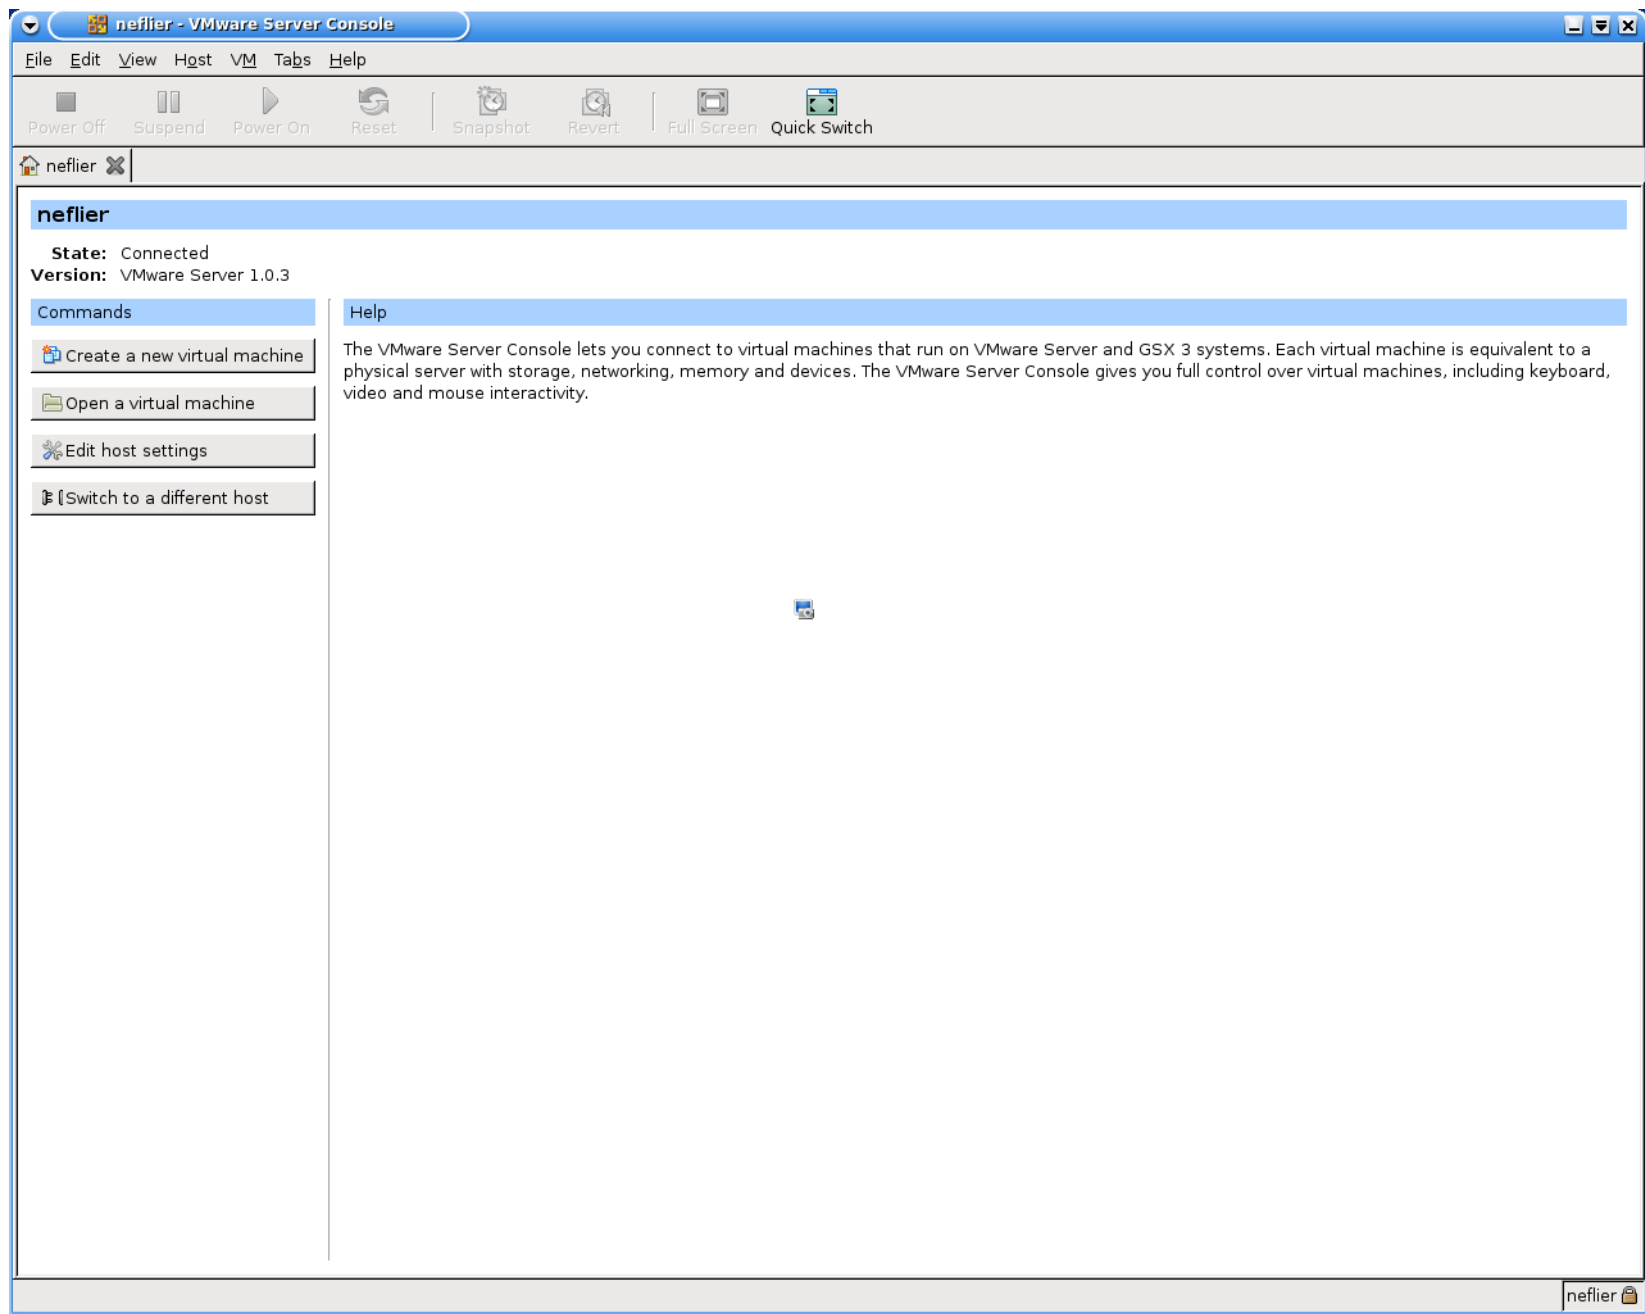 neflier - VMware Server Console
File Edit View Host VM Tabs Help
Power Off Suspend Power On Reset Snapshot Revert Full Screen Quick Switch
neflier
neflier
State: Connected
Version: VMware Server 1.0.3
Commands
Create a new virtual machine
Open a virtual machine
Edit host settings
Switch to a different host
Help
The VMware Server Console lets you connect to virtual machines that run on VMware Server and GSX 3 systems. Each virtual machine is equivalent to a
physical server with storage, networking, memory and devices. The VMware Server Console gives you full control over virtual machines, including keyboard,
video and mouse interactivity.
neflier